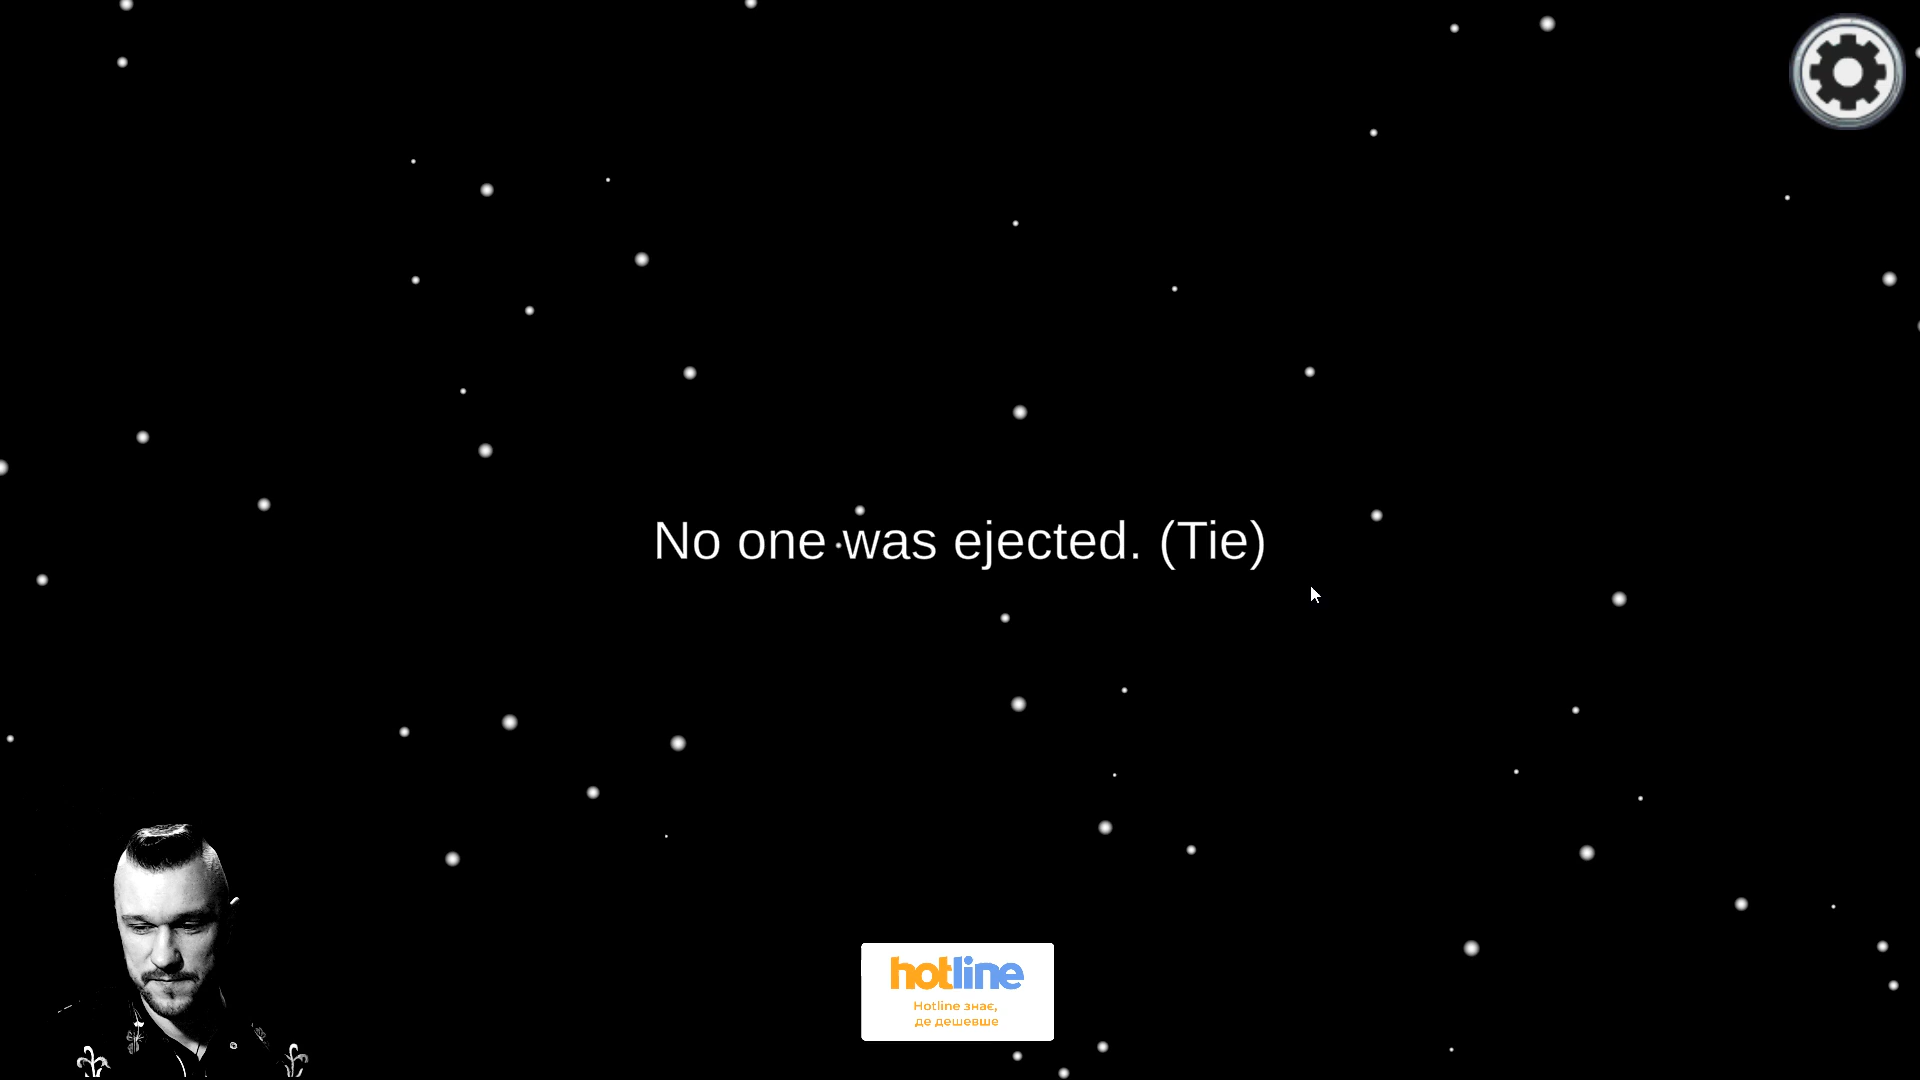 No one was ejected. (Tie)
hotline
Hotline знає,
де дешевше